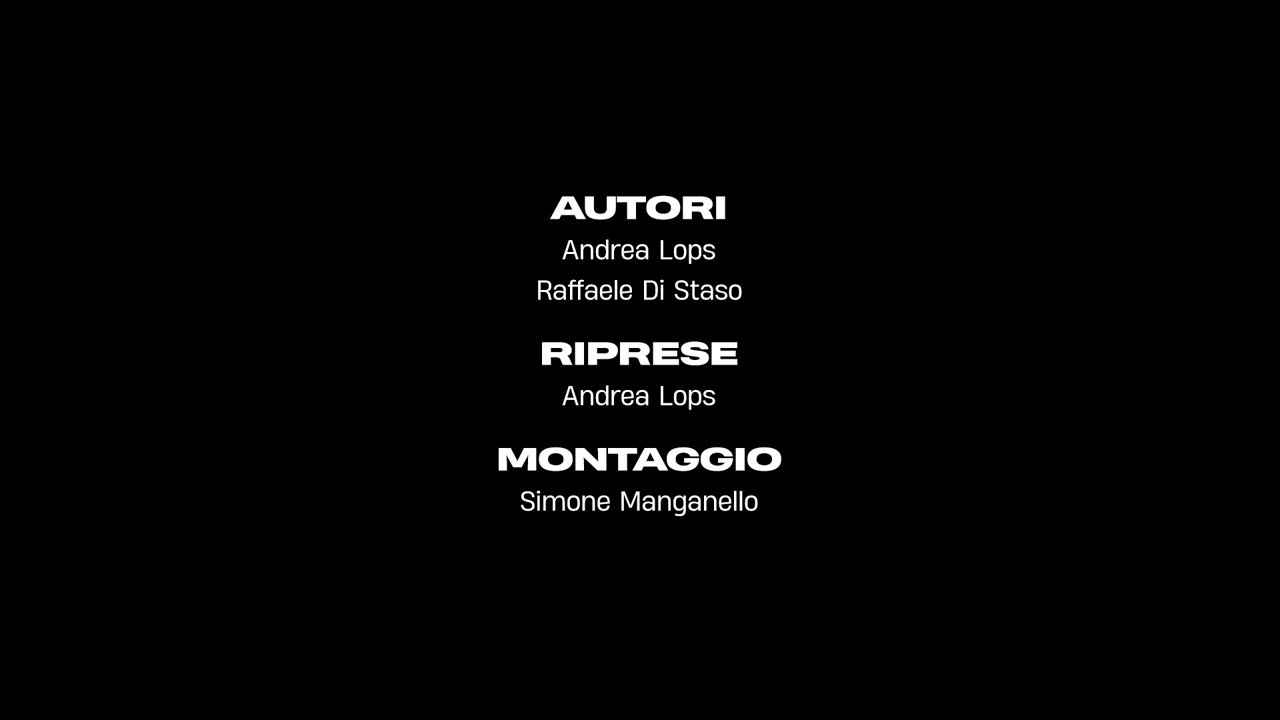 AUTORI
Andrea Lops
Raffaele Di Staso
RIPRESE
Andrea Lops
MONTAGGIO
Simone Manganello